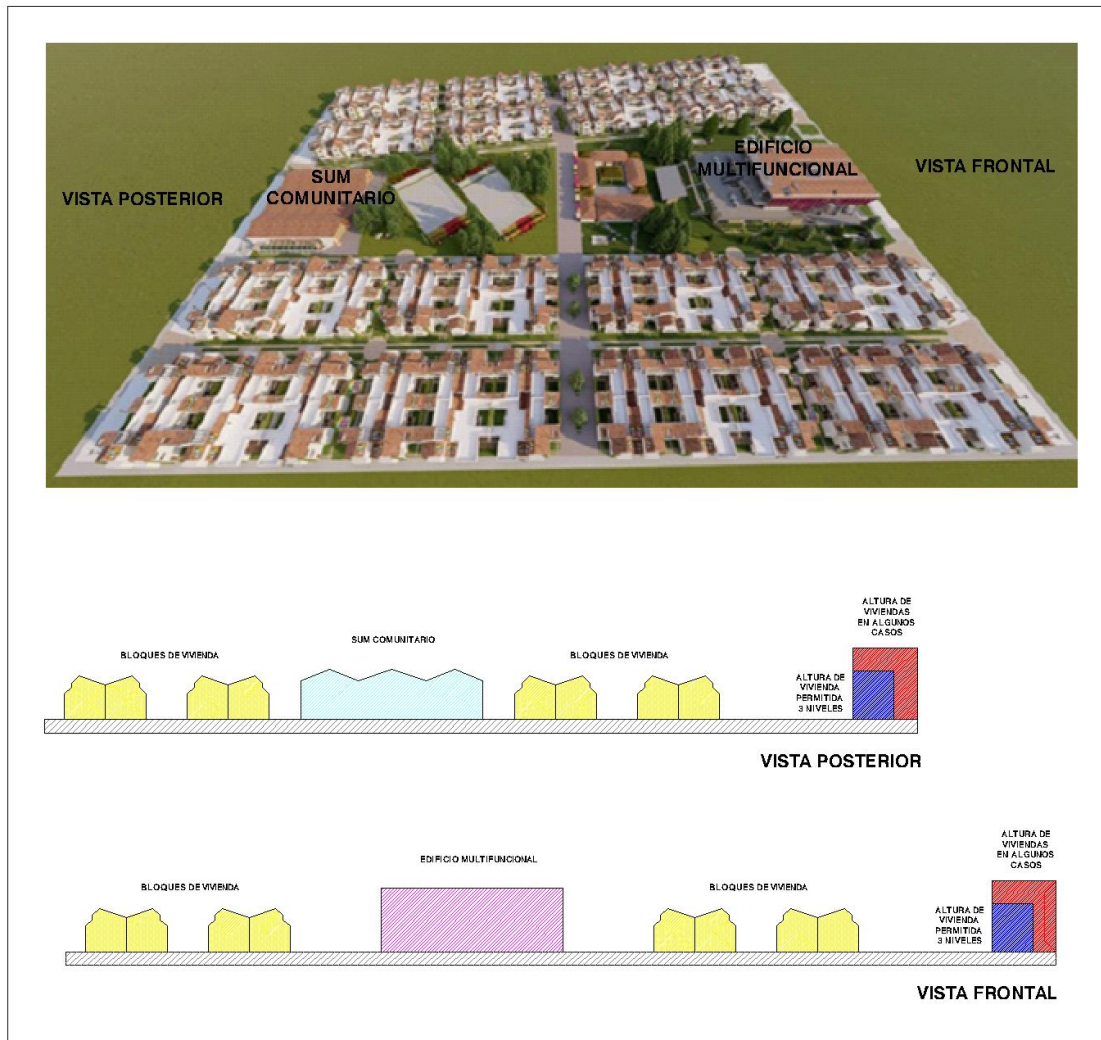 VISTA POSTERIOR
SUM
COMUNITARIO
EDIFICIO
MULTIFUNCIONAL
VISTA FRONTAL
BLOQUES DE VIVIENDA
SUM COMUNITARIO
BLOQUES DE VIVIENDA
ALTURA DE
VIVIENDAS
EN ALGUNOS
CASOS
ALTURA DE
VIVIENDA
PERMITIDA
3 NIVELES
VISTA POSTERIOR
BLOQUES DE VIVIENDA
EDIFICIO MULTIFUNCIONAL
BLOQUES DE VIVIENDA
ALTURA DE
VIVIENDAS
EN ALGUNOS
CASOS
ALTURA DE
VIVIENDA
PERMITIDA
3 NIVELES
VISTA FRONTAL